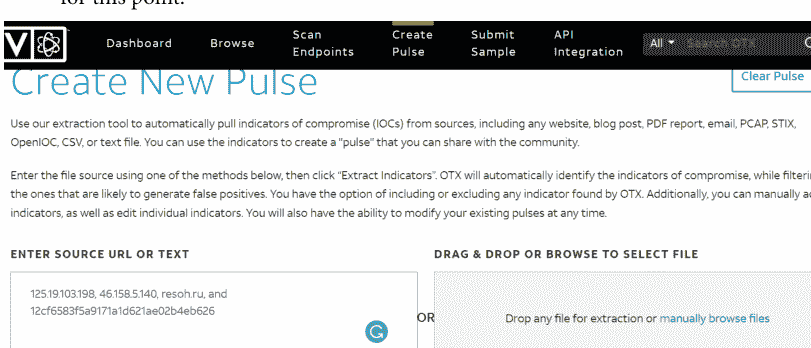 for this point.
Dashboard Browse Scan Endpoints Create Pulse Submit Sample API Integration All Search OTX
Create New Pulse
Clear Pulse
Use our extraction tool to automatically pull indicators of compromise (IOCs) from sources, including any website, blog post, PDF report, email, PCAP, STIX,
OpenIOC, CSV, or text file. You can use the indicators to create a "pulse" that you can share with the community.
Enter the file source using one of the methods below, then click “Extract Indicators”. OTX will automatically identify the indicators of compromise, while
the ones that are likely to generate false positives. You have the option of including or excluding any indicator found by OTX. Additionally, you can manually
indicators, as well as edit individual indicators. You will also have the ability to modify your existing pulses at any time.
ENTER SOURCE URL OR TEXT
DRAG & DROP OR BROWSE TO SELECT FILE
125.19.103.198, 46.158.5.140, resoh.ru, and
12cf6583f5a9171a1d621ae02b4eb626
OR
Drop any file for extraction or manually browse files